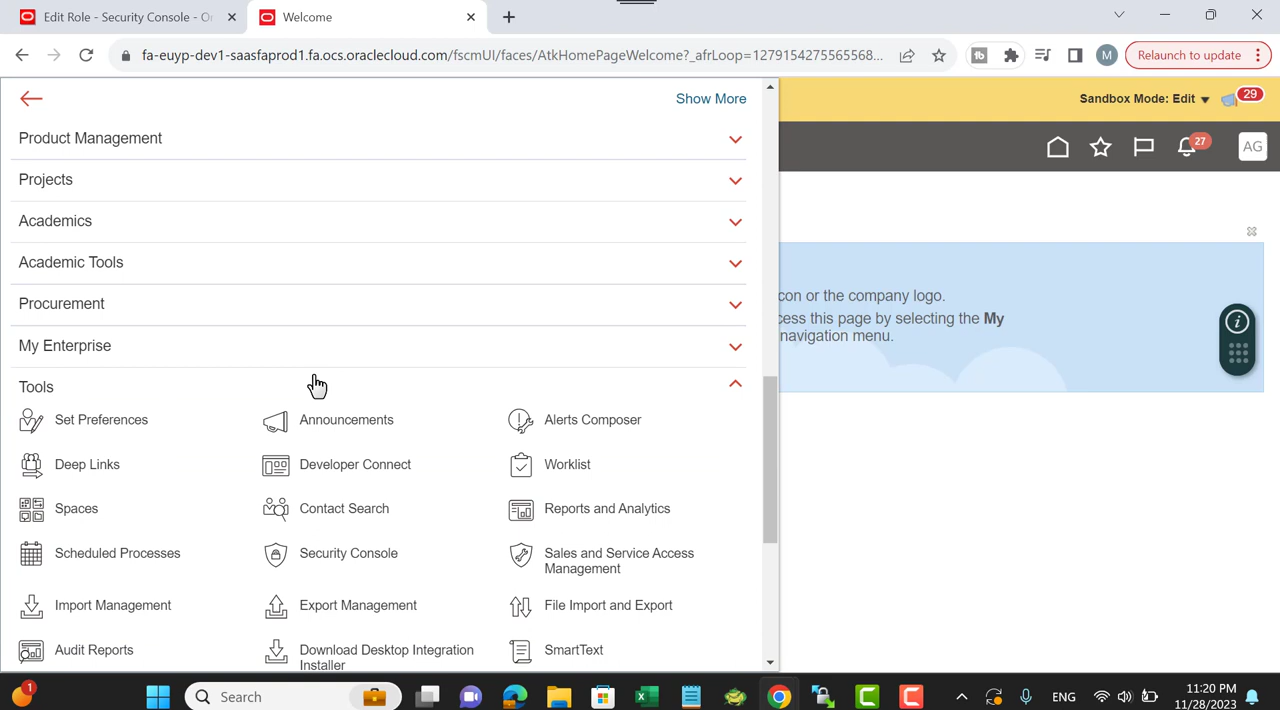 Edit Role - Security Console - Or
Welcome
fa-euyp-dev1-saasfaprod1.fa.ocs.oraclecloud.com/fscmUI/faces/AtkHomePageWelcome?_afrLoop=1279154275565568...
M
Relaunch to update
Show More
Sandbox Mode: Edit
29
27
AG
Product Management
Projects
Academics
Academic Tools
Procurement
My Enterprise
Tools
con or the company logo.
cess this page by selecting the My
navigation menu.
Set Preferences
Announcements
Alerts Composer
Deep Links
Developer Connect
Worklist
Spaces
Contact Search
Reports and Analytics
Scheduled Processes
Security Console
Sales and Service Access
Management
Import Management
Export Management
File Import and Export
Audit Reports
Download Desktop Integration
Installer
SmartText
1
Search
ENG
11:20 PM
11/28/2023